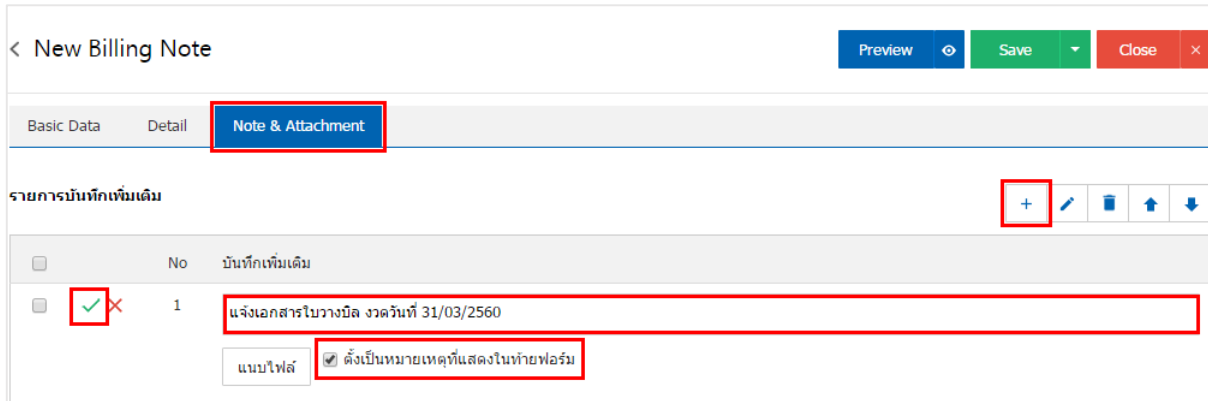 < New Billing Note
Preview Save Close ×
Basic Data Detail Note & Attachment
รายการบันทึกเพิ่มเติม
+
No บันทึกเพิ่มเติม
1 แจ้งเอกสารใบวางบิล งวดวันที่ 31/03/2560
แนบไฟล์ ตั้งเป็นหมายเหตุที่แสดงในท้ายฟอร์ม